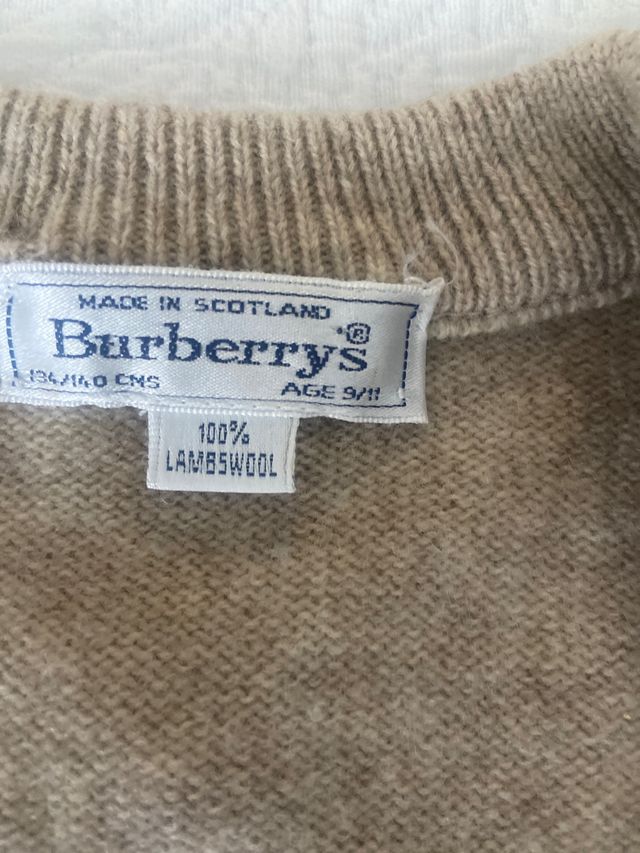 MADE IN SCOTLAND
Burberrys ®
134/140 CMS AGE 9/11
100%
LAMBSWOOL